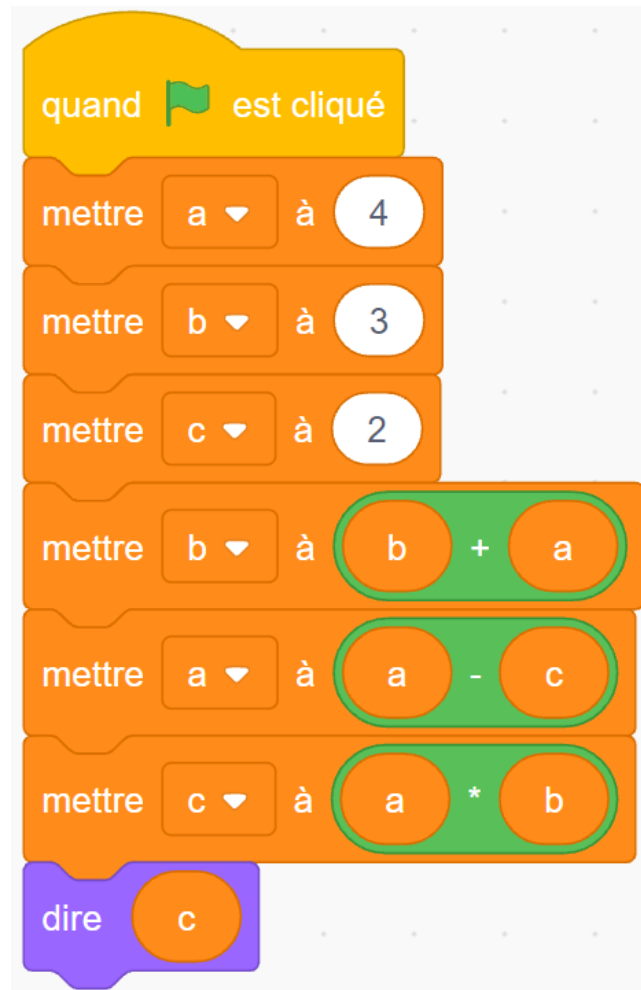 quand est cliqué
mettre a à 4
mettre b à 3
mettre c à 2
mettre b à b + a
mettre a à a - c
mettre c à a * b
dire c